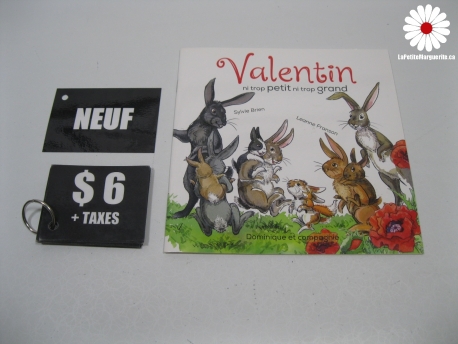 LaPetiteMarguerite.ca
NEUF
$6
+ TAXES
Valentin
ni trop petit ni trop grand
Sylvie Brien
Leanne Franson
Dominique et compagnie